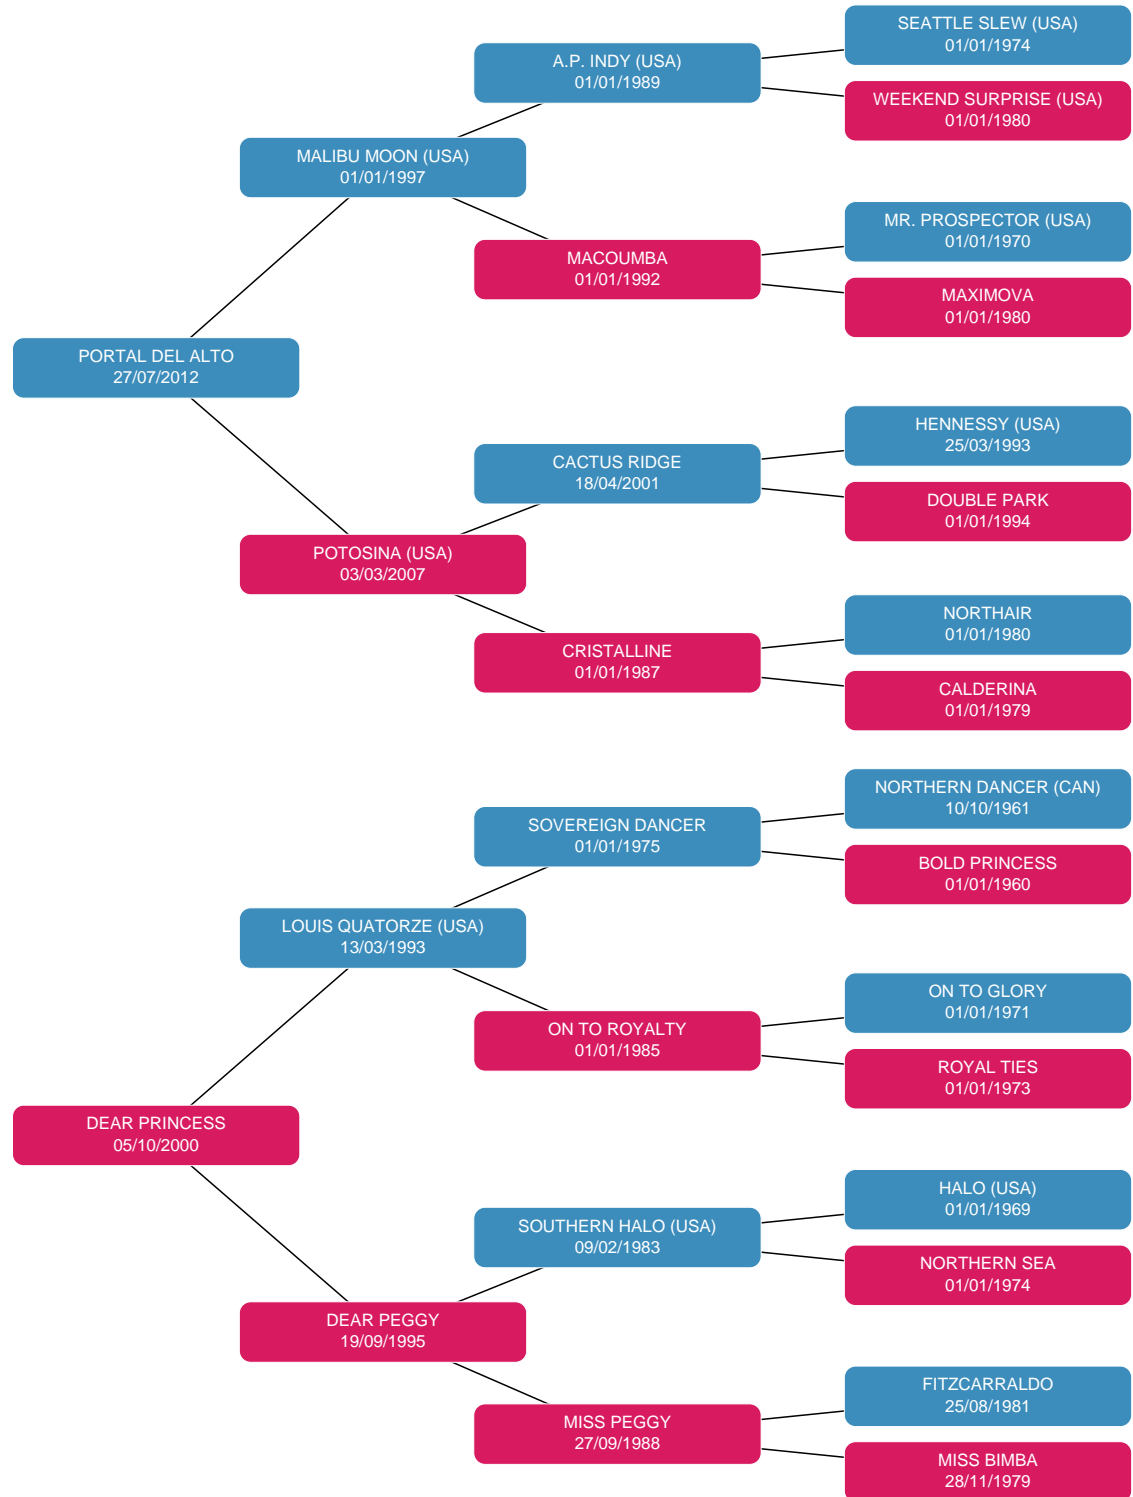 SEATTLE SLEW (USA)
01/01/1974
A.P. INDY (USA)
01/01/1989
WEEKEND SURPRISE (USA)
01/01/1980
MALIBU MOON (USA)
01/01/1997
MR. PROSPECTOR (USA)
01/01/1970
MACOUMBA
01/01/1992
MAXIMOVA
01/01/1980
PORTAL DEL ALTO
27/07/2012
HENNESSY (USA)
25/03/1993
CACTUS RIDGE
18/04/2001
DOUBLE PARK
01/01/1994
POTOSINA (USA)
03/03/2007
NORTHAIR
01/01/1980
CRISTALLINE
01/01/1987
CALDERINA
01/01/1979
NORTHERN DANCER (CAN)
10/10/1961
SOVEREIGN DANCER
01/01/1975
BOLD PRINCESS
01/01/1960
LOUIS QUATORZE (USA)
13/03/1993
ON TO GLORY
01/01/1971
ON TO ROYALTY
01/01/1985
ROYAL TIES
01/01/1973
DEAR PRINCESS
05/10/2000
HALO (USA)
01/01/1969
SOUTHERN HALO (USA)
09/02/1983
NORTHERN SEA
01/01/1974
DEAR PEGGY
19/09/1995
FITZCARRALDO
25/08/1981
MISS PEGGY
27/09/1988
MISS BIMBA
28/11/1979